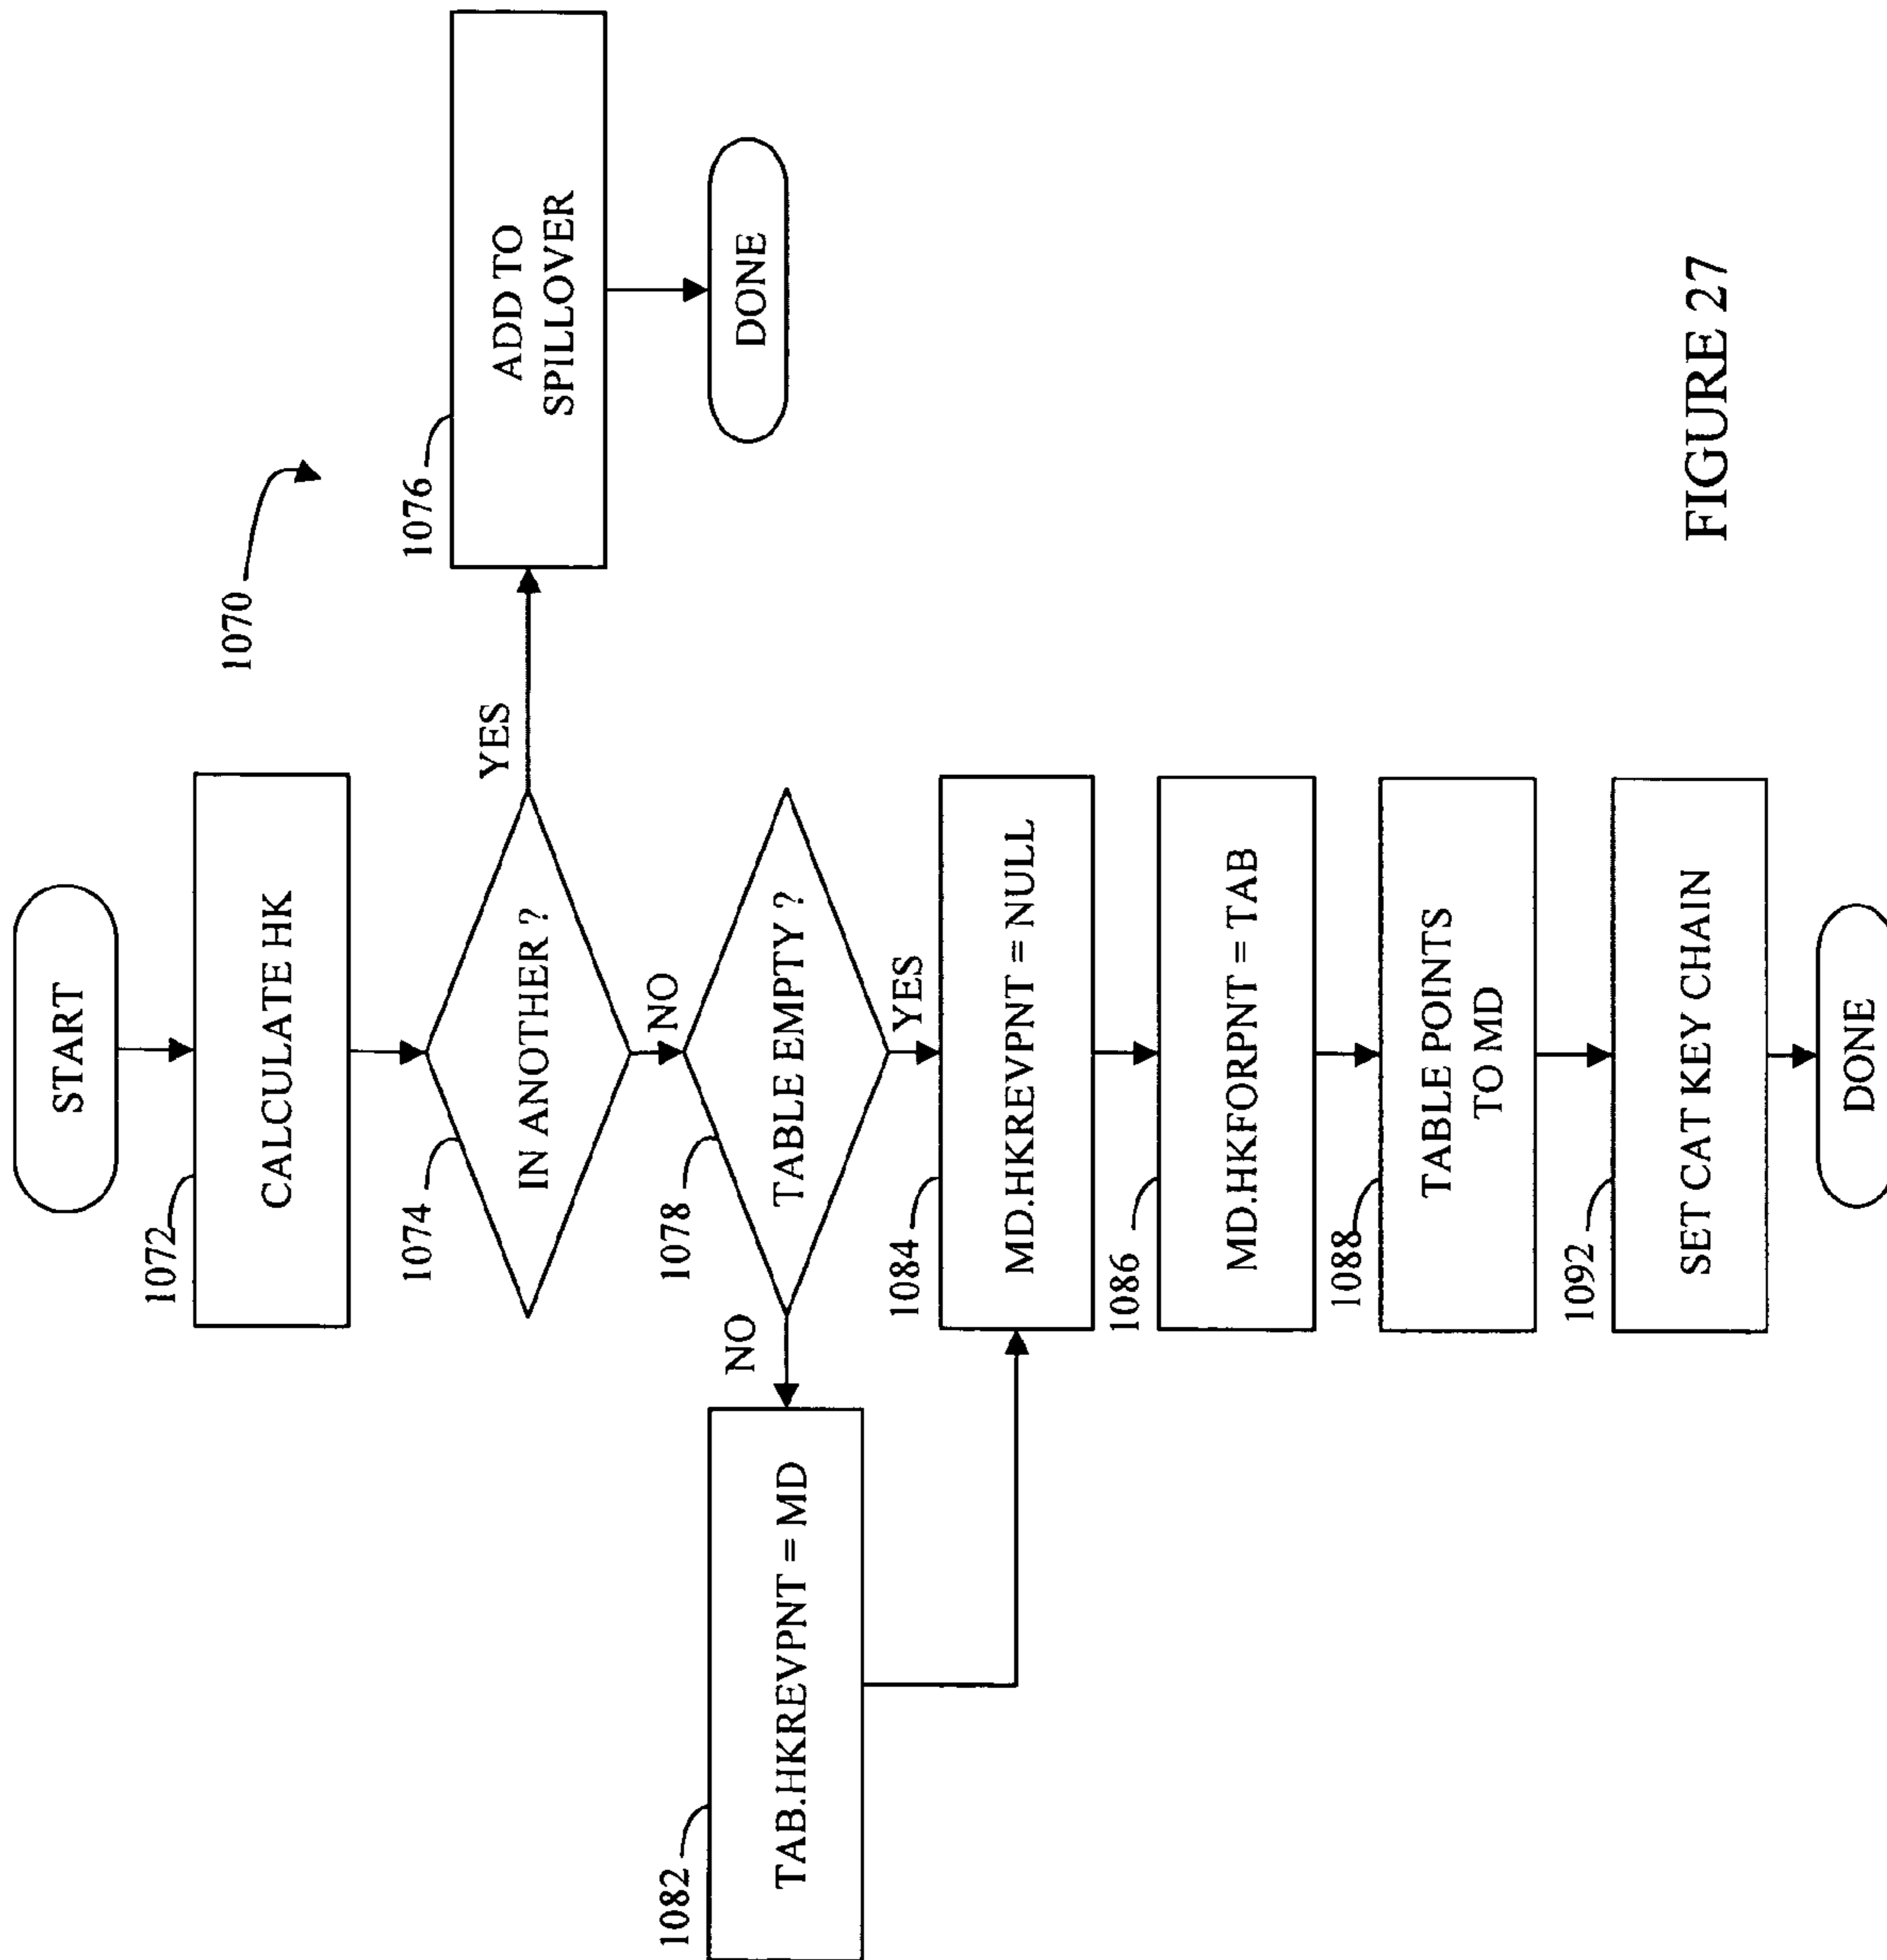 START
1072
CALCULATE HK
1070
1074
IN ANOTHER ?
YES
1076
ADD TO
SPILLOVER
DONE
NO
1078
TABLE EMPTY ?
NO
YES
1082
TAB.HKREVPNT = MD
1084
MD.HKREVPNT = NULL
1086
MD.HKFORPNT = TAB
1088
TABLE POINTS
TO MD
1092
SET CAT KEY CHAIN
DONE
FIGURE 27